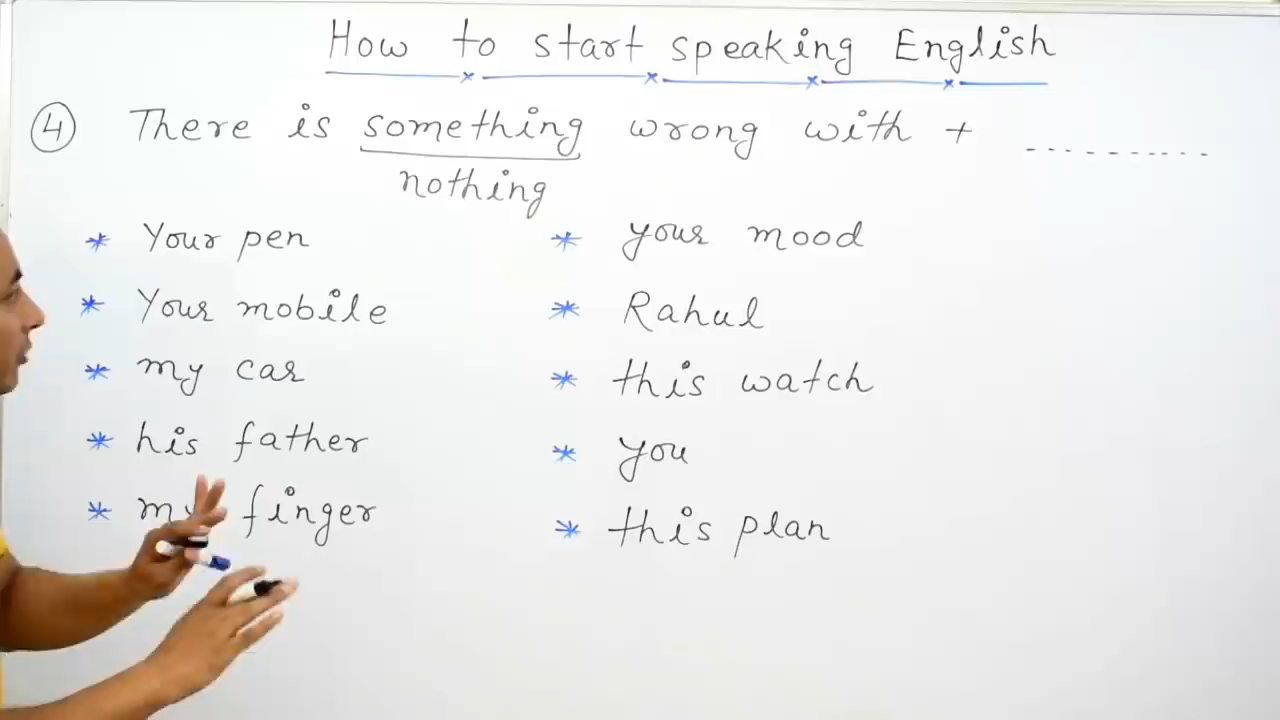 How to start speaking English
④ There is something wrong with + ----------
nothing
* Your pen
* Your mobile
* my car
* his father
* my finger
* your mood
* Rahul
* this watch
* you
* this plan